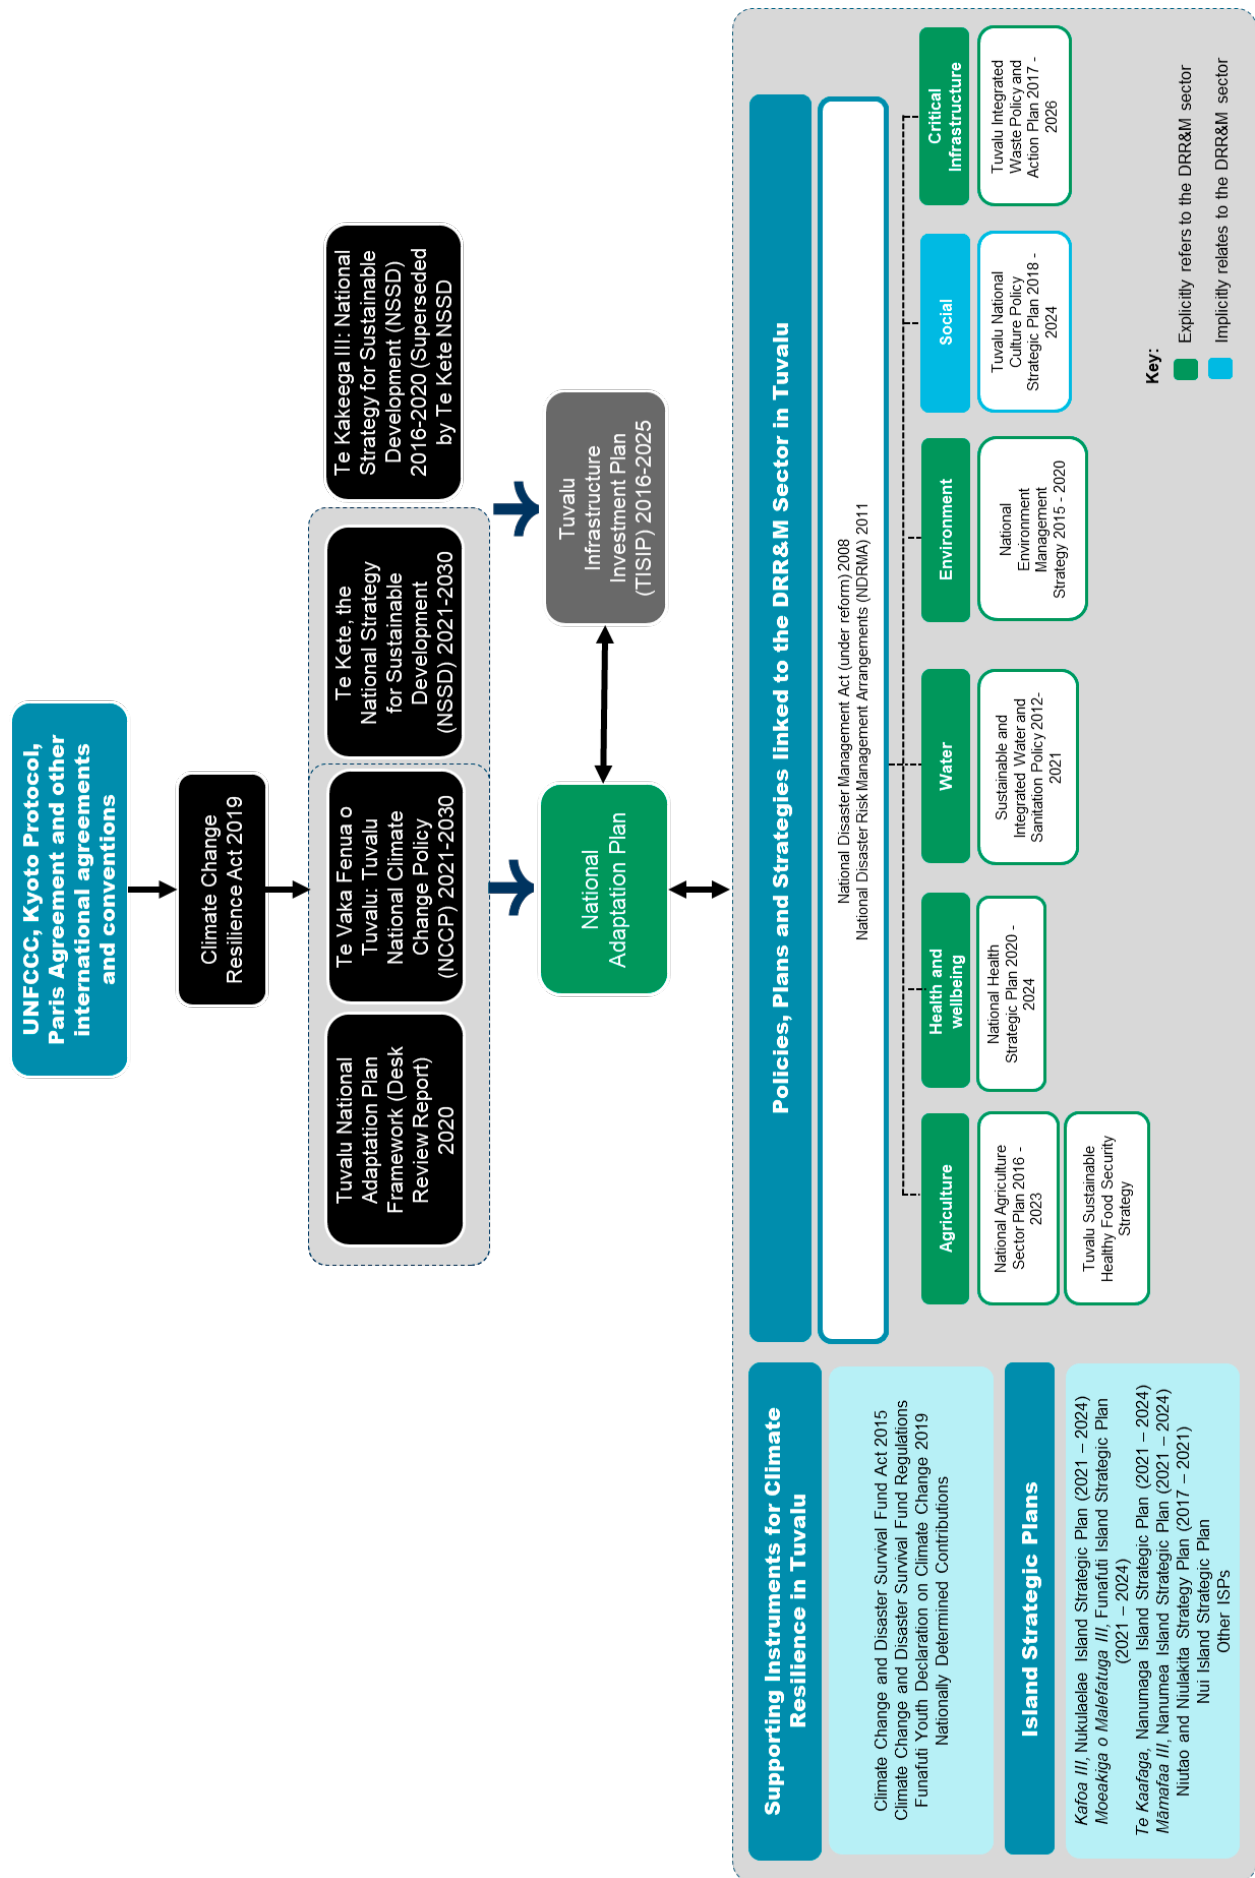 UNFCCC, Kyoto Protocol,
Paris Agreement and other
international agreements
and conventions
Climate Change
Resilience Act 2019
Tuvalu National
Adaptation Plan
Framework (Desk
Review Report)
2020
Te Vaka Fenua o
Tuvalu: Tuvalu
National Climate
Change Policy
(NCCP) 2021-2030
Te Kete, the
National Strategy
for Sustainable
Development
(NSSD) 2021-2030
Te Kakeega III: National
Strategy for Sustainable
Development (NSSD)
2016-2020 (Superseded
by Te Kete NSSD
National
Adaptation Plan
Tuvalu
Infrastructure
Investment Plan
(TISIP) 2016-2025
Supporting Instruments for Climate
Resilience in Tuvalu
Climate Change and Disaster Survival Fund Act 2015
Climate Change and Disaster Survival Fund Regulations
Funafuti Youth Declaration on Climate Change 2019
Nationally Determined Contributions
Island Strategic Plans
Kafoa III, Nukulaelae Island Strategic Plan (2021 – 2024)
Moeakiga o Malefatuga III, Funafuti Island Strategic Plan
(2021 – 2024)
Te Kaafaga, Nanumaga Island Strategic Plan (2021 – 2024)
Māmafaa III, Nanumea Island Strategic Plan (2021 – 2024)
Niutao and Niulakita Strategy Plan (2017 – 2021)
Nui Island Strategic Plan
Other ISPs
Policies, Plans and Strategies linked to the DRR&M Sector in Tuvalu
National Disaster Management Act (under reform) 2008
National Disaster Risk Management Arrangements (NDRMA) 2011
Agriculture
National Agriculture
Sector Plan 2016 -
2023
Tuvalu Sustainable
Healthy Food Security
Strategy
Health and
wellbeing
National Health
Strategic Plan 2020 -
2024
Water
Sustainable and
Integrated Water and
Sanitation Policy 2012-
2021
Environment
National
Environment
Management
Strategy 2015 - 2020
Social
Tuvalu National
Culture Policy
Strategic Plan 2018 -
2024
Critical
Infrastructure
Tuvalu Integrated
Waste Policy and
Action Plan 2017 -
2026
Key:
Explicitly refers to the DRR&M sector
Implicitly relates to the DRR&M sector